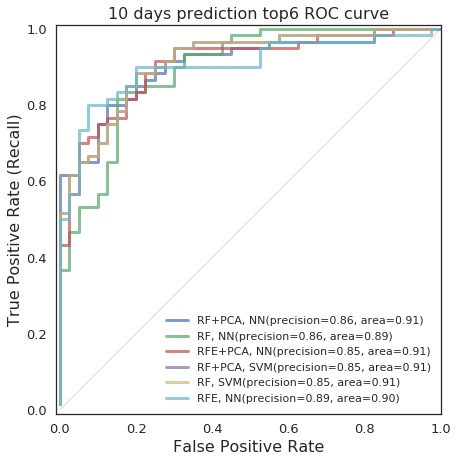 10 days prediction top6 ROC curve
1.0
0.8
0.6
0.4
0.2
0.0
True Positive Rate (Recall)
RF+PCA, NN(precision=0.86, area=0.91)
RF, NN(precision=0.86, area=0.89)
RFE+PCA, NN(precision=0.85, area=0.91)
RF+PCA, SVM(precision=0.85, area=0.91)
RF, SVM(precision=0.85, area=0.91)
RFE, NN(precision=0.89, area=0.90)
0.0 0.2 0.4 0.6 0.8 1.0
False Positive Rate